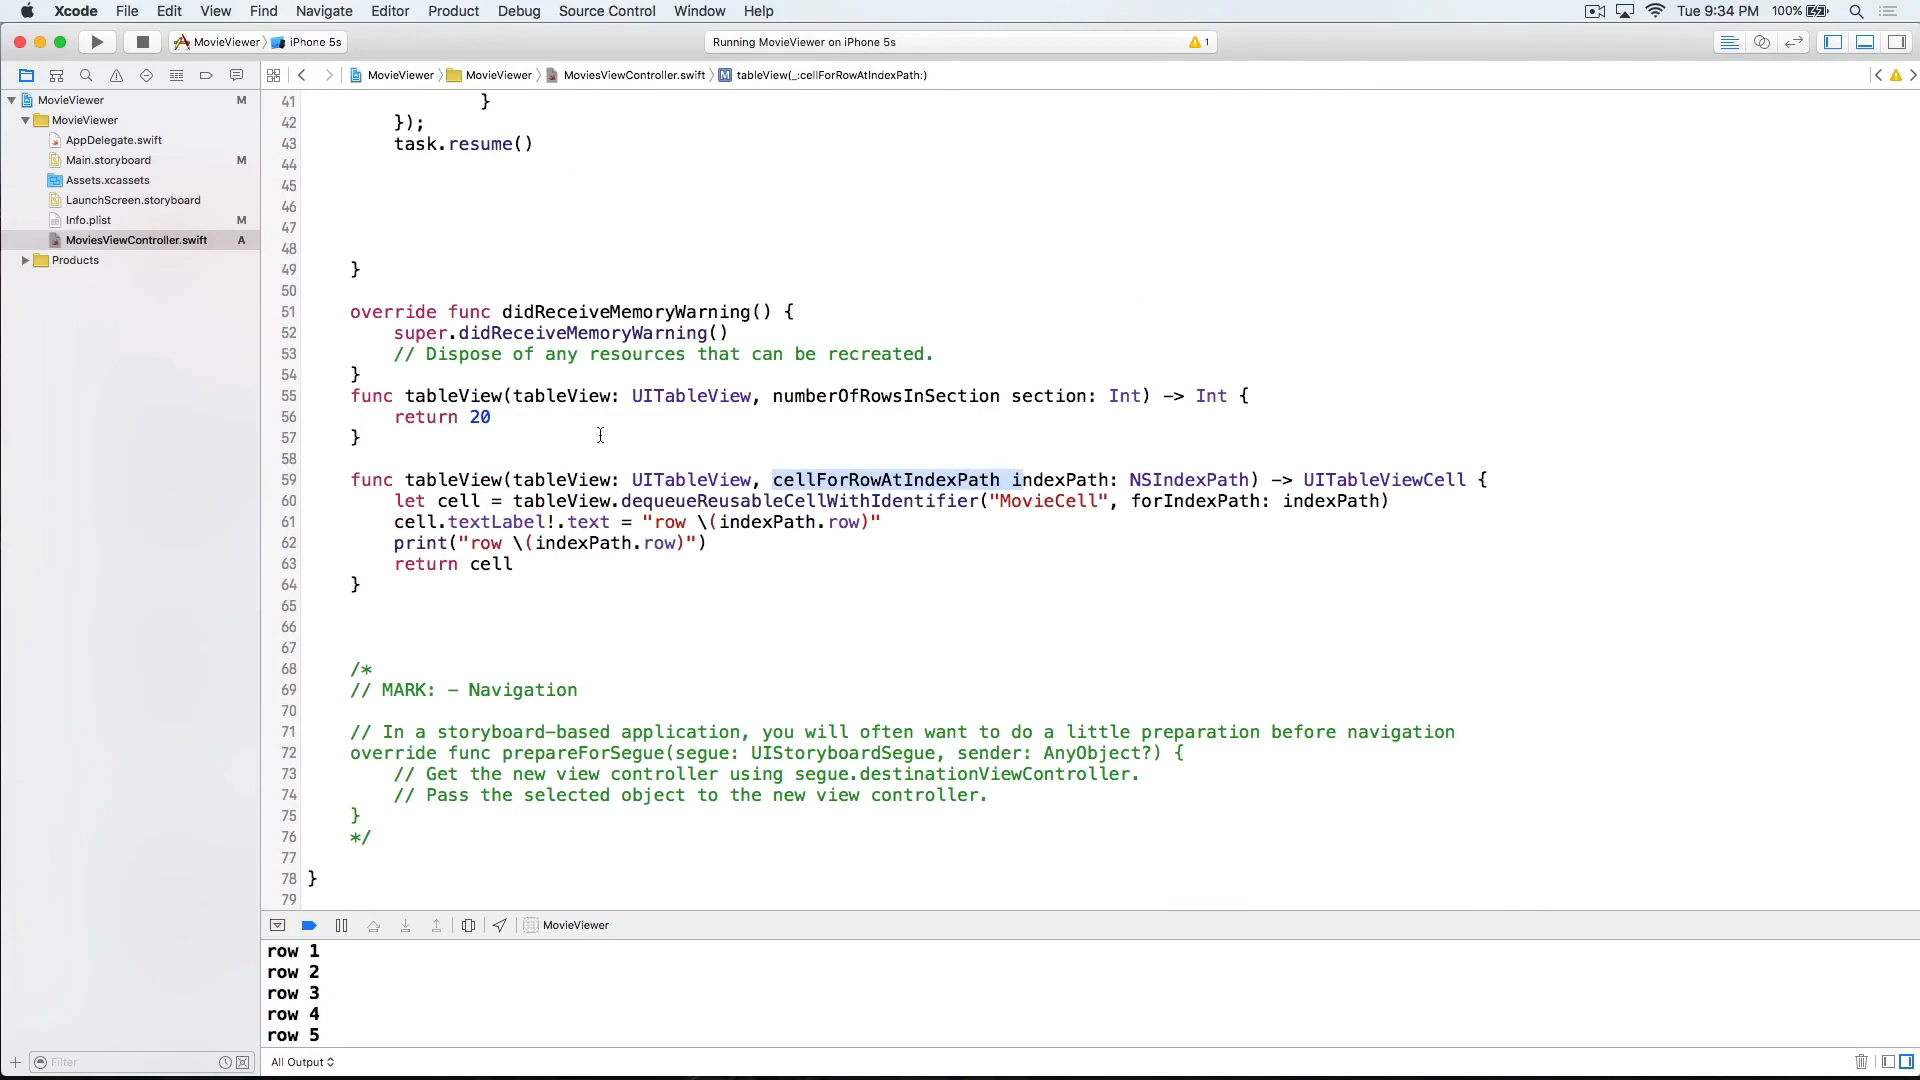 Xcode File Edit View Find Navigate Editor Product Debug Source Control Window Help Tue 9:34 PM 100%
MovieViewer iPhone 5s Running MovieViewer on iPhone 5s 1
MovieViewer MovieViewer MoviesViewController.swift M tableView(_:cellForRowAtIndexPath:)
MovieViewer M
MovieViewer
AppDelegate.swift
Main.storyboard M
Assets.xcassets
LaunchScreen.storyboard
Info.plist M
MoviesViewController.swift A
Products
41 }
42 });
43 task.resume()
44
45
46
47
48
49 }
50
51 override func didReceiveMemoryWarning() {
52 super.didReceiveMemoryWarning()
53 // Dispose of any resources that can be recreated.
54 }
55 func tableView(tableView: UITableView, numberOfRowsInSection section: Int) -> Int {
56 return 20
57 }
58
59 func tableView(tableView: UITableView, cellForRowAtIndexPath indexPath: NSIndexPath) -> UITableViewCell {
60 let cell = tableView.dequeueReusableCellWithIdentifier("MovieCell", forIndexPath: indexPath)
61 cell.textLabel!.text = "row \(indexPath.row)"
62 print("row \(indexPath.row)")
63 return cell
64 }
65
66
67
68 /*
69 // MARK: - Navigation
70
71 // In a storyboard-based application, you will often want to do a little preparation before navigation
72 override func prepareForSegue(segue: UIStoryboardSegue, sender: AnyObject?) {
73 // Get the new view controller using segue.destinationViewController.
74 // Pass the selected object to the new view controller.
75 }
76 */
77
78 }
79
MovieViewer
row 1
row 2
row 3
row 4
row 5
Filter
All Output